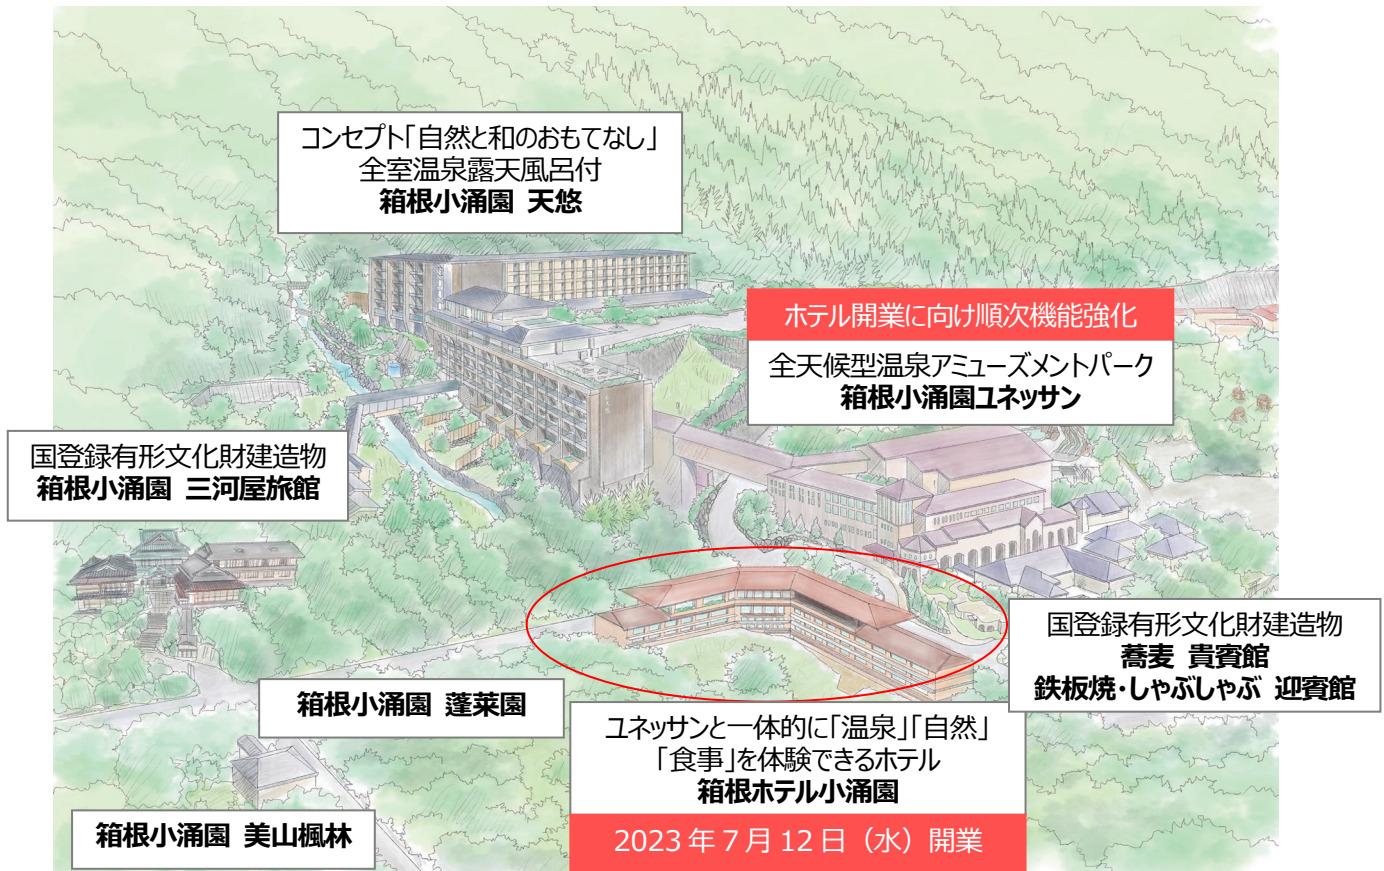 コンセプト「自然と和のおもてなし」
全室温泉露天風呂付
箱根小涌園 天悠
ホテル開業に向け順次機能強化
全天候型温泉アミューズメントパーク
箱根小涌園ユネッサン
国登録有形文化財建造物
箱根小涌園 三河屋旅館
国登録有形文化財建造物
蕎麦 貴賓館
鉄板焼・しゃぶしゃぶ 迎賓館
箱根小涌園 蓬莱園
ユネッサンと一体的に「温泉」「自然」
「食事」を体験できるホテル
箱根ホテル小涌園
2023年7月12日（水）開業
箱根小涌園 美山楓林